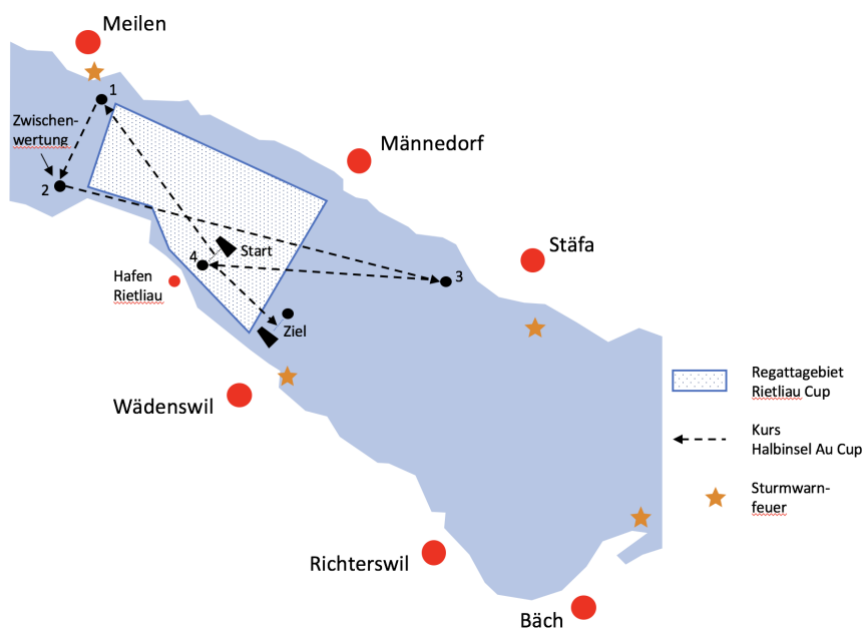 Meilen
1
Zwischen-
wertung
Männedorf
2
Stäfa
4
Start
3
Hafen
Rietliau
Ziel
Wädenswil
Regattagebiet
Rietliau Cup
Kurs
Halbinsel Au Cup
Sturmwarn-
feuer
Richterswil
Bäch